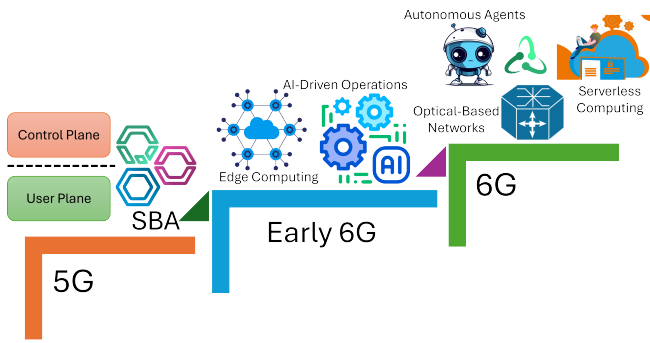 Autonomous Agents
AI-Driven Operations
Serverless
Computing
Optical-Based
Networks
Control Plane
AI
Edge Computing
User Plane
6G
SBA
Early 6G
5G